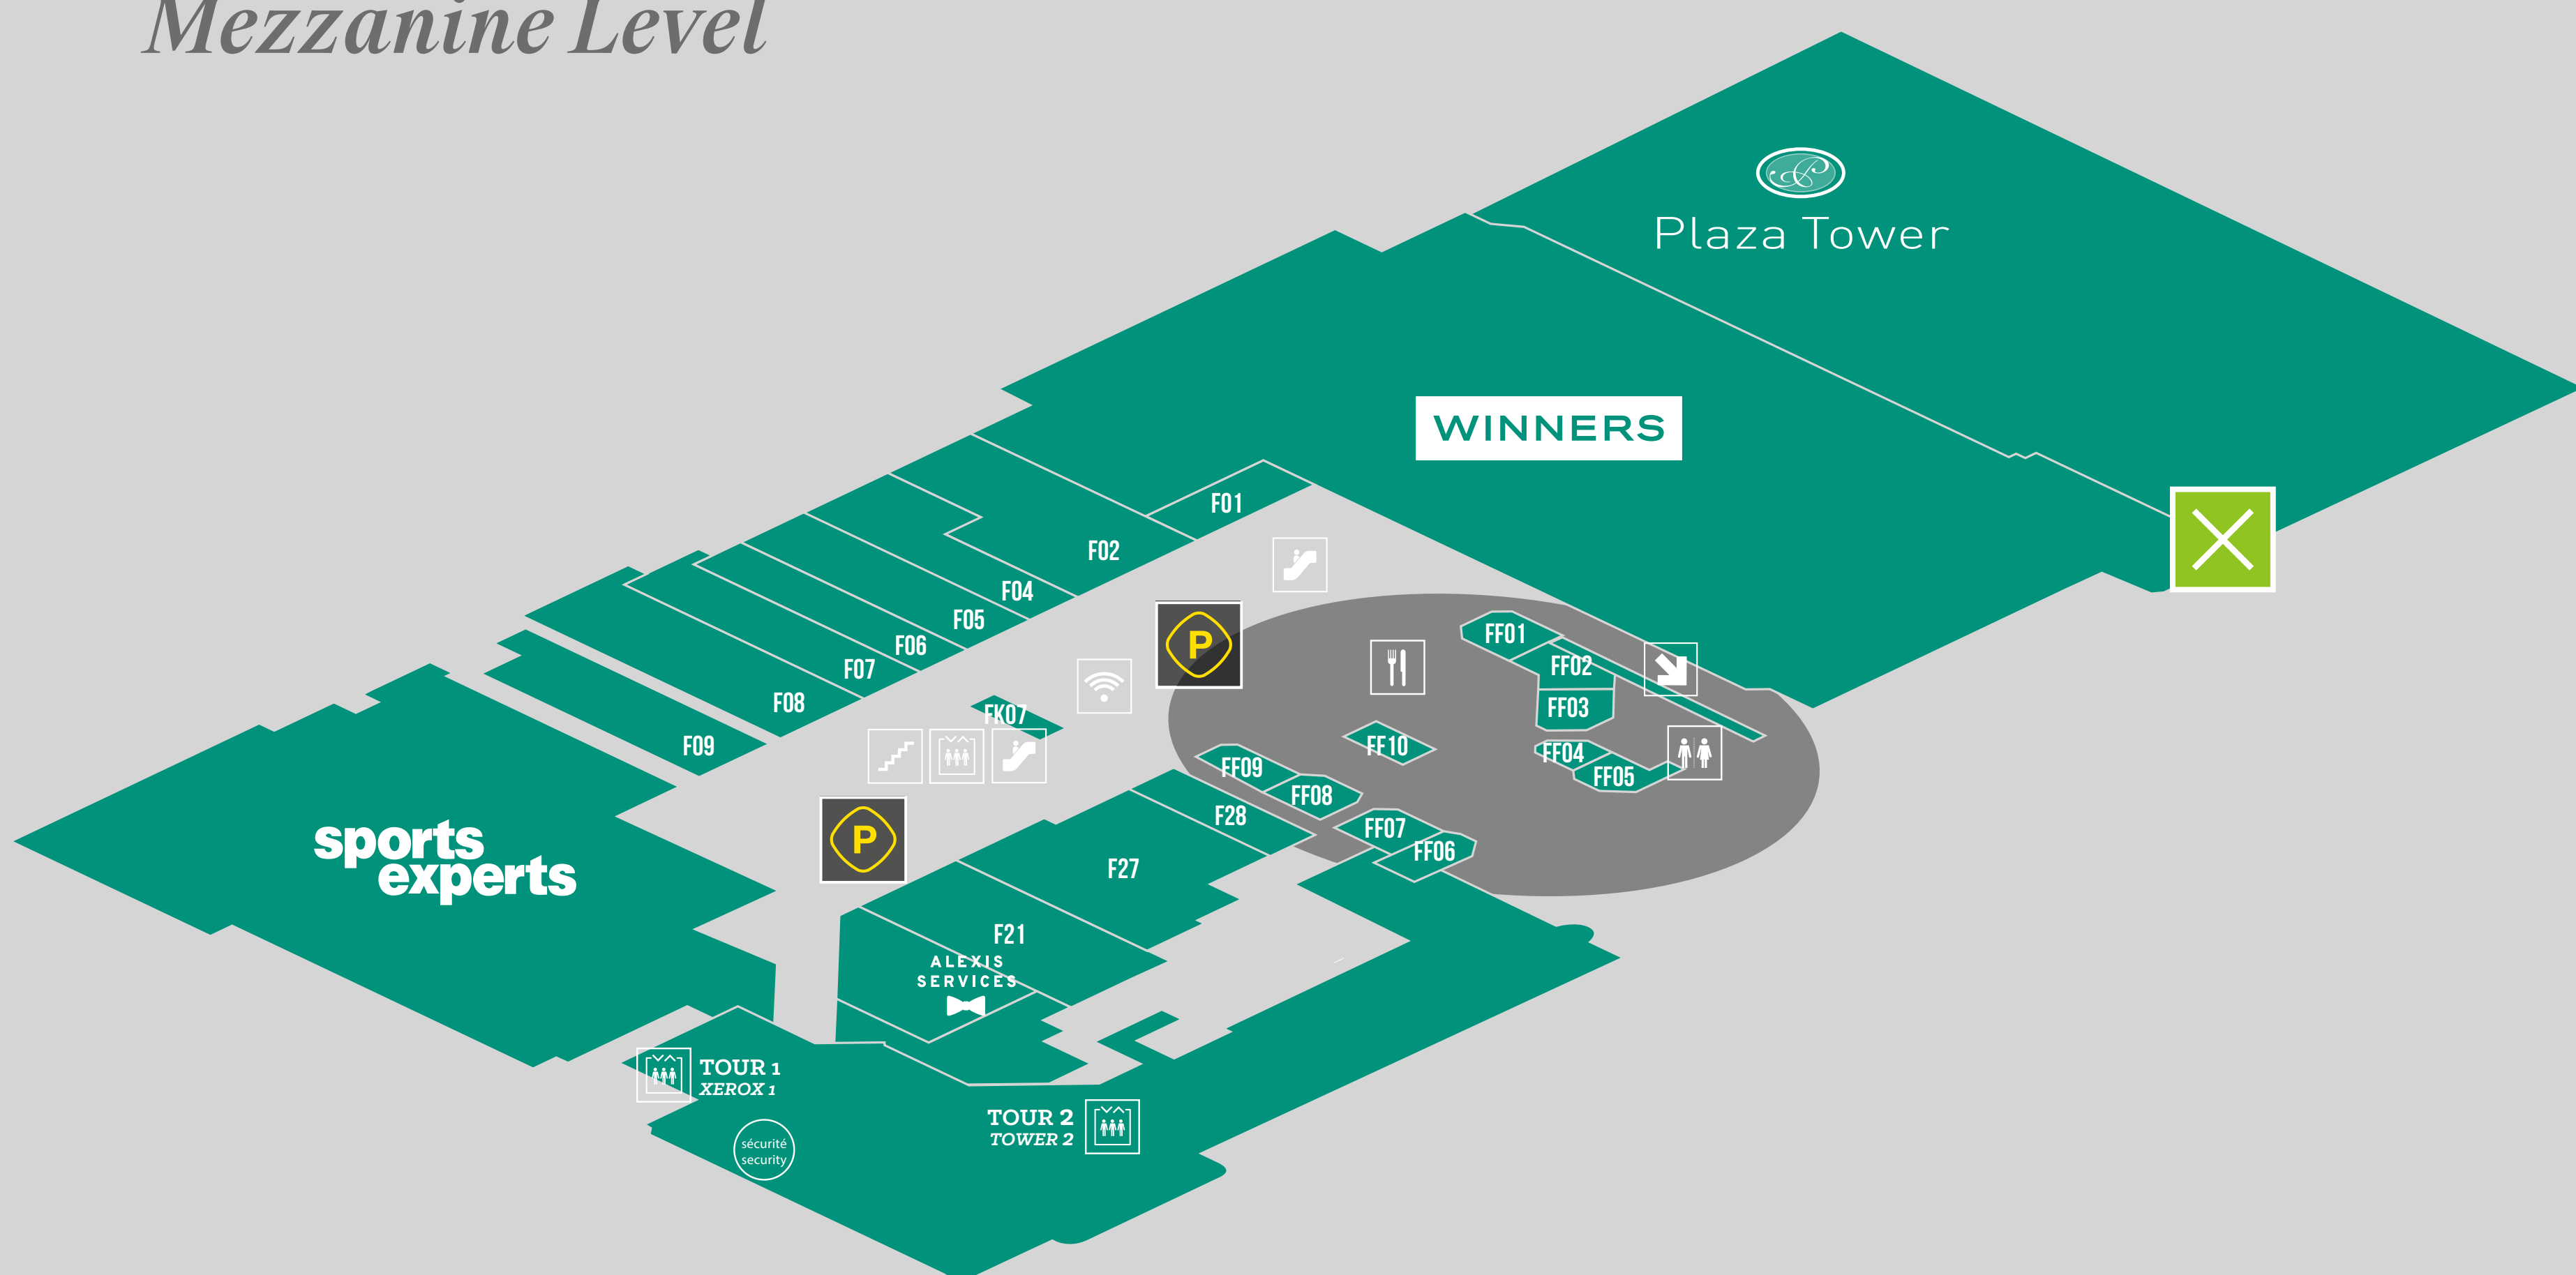 Mezzanine Level
Plaza Tower
WINNERS
F01
F02
F04
F05
F06
F07
F08
F09
FK07
P
P
FF01
FF02
FF03
FF04
FF05
FF10
FF09
FF08
FF07
FF06
F28
F27
F21
ALEXIS
SERVICES
sports
experts
TOUR 1
XEROX 1
TOUR 2
TOWER 2
sécurité
security